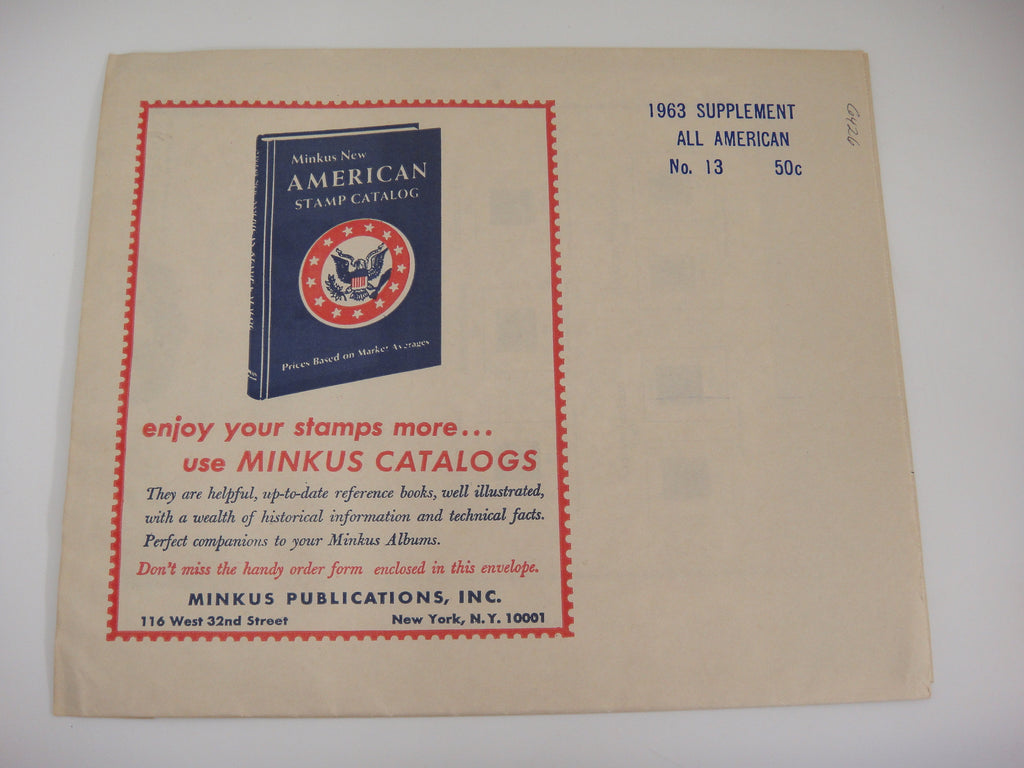 1963 SUPPLEMENT
ALL AMERICAN
No. 13 50c
6426
Minkus New
AMERICAN
STAMP CATALOG
Prices Based on Market Averages
enjoy your stamps more...
use MINKUS CATALOGS
They are helpful, up-to-date reference books, well illustrated,
with a wealth of historical information and technical facts.
Perfect companions to your Minkus Albums.
Don't miss the handy order form enclosed in this envelope.
MINKUS PUBLICATIONS, INC.
116 West 32nd Street New York, N.Y. 10001